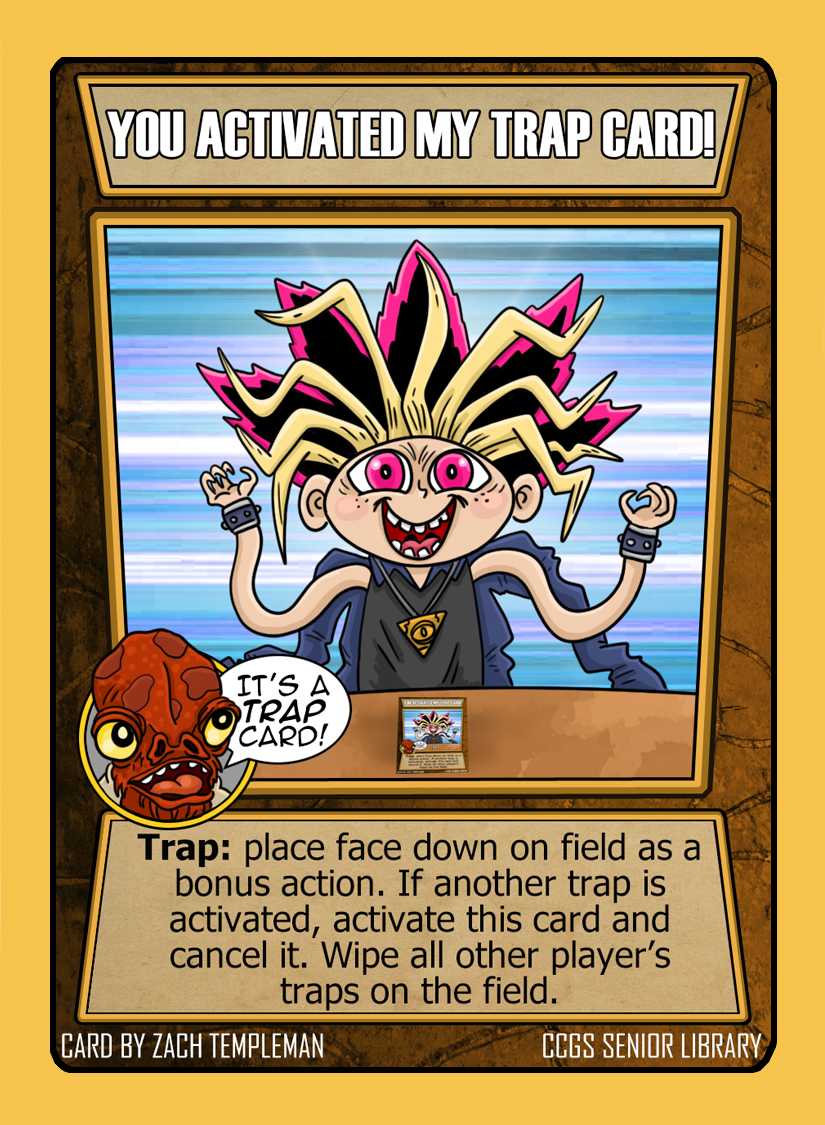 YOU ACTIVATED MY TRAP CARD!
IT'S A
TRAP
CARD!
Trap: place face down on field as a
bonus action. If another trap is
activated, activate this card and
cancel it. Wipe all other player's
traps on the field.
CARD BY ZACH TEMPLEMAN
CCGS SENIOR LIBRARY